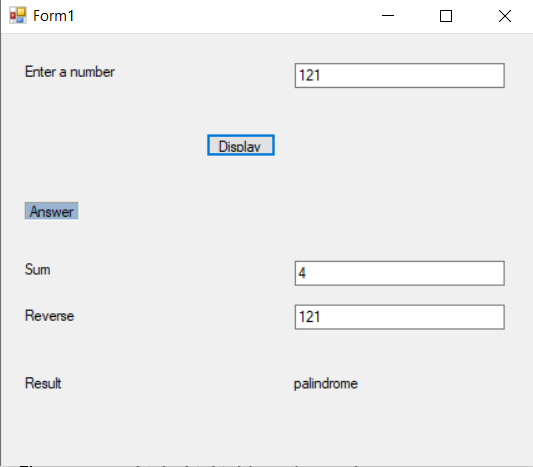 Form1
Enter a number 121
Display
Answer
Sum 4
Reverse 121
Result palindrome